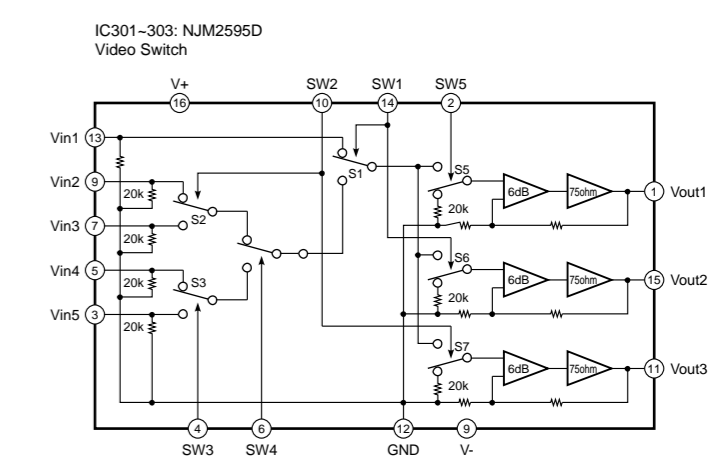 IC301~303: NJM2595D
Video Switch
V+ SW2 SW1 SW5
16 10 14 2
Vin1 13
S1
Vin2 9
20k
S2
Vin3 7
20k
Vin4 5
20k
S3
Vin5 3
20k
S5
6dB 75ohm 1 Vout1
20k
S6
6dB 75ohm 15 Vout2
20k
S7
6dB 75ohm 11 Vout3
20k
4 6 12 9
SW3 SW4 GND V-